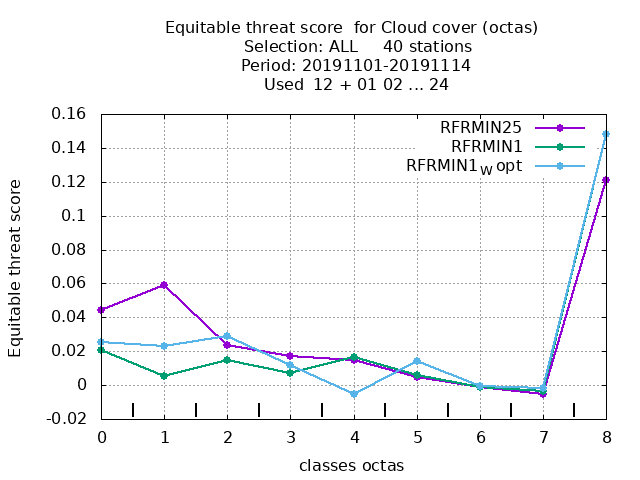 Equitable threat score  for Cloud cover (octas)
Selection: ALL     40 stations
Period: 20191101-20191114
Used  12 + 01 02 ... 24
RFRMIN25
RFRMIN1
RFRMIN1W opt
0.16
0.14
0.12
0.1
0.08
0.06
0.04
0.02
0
-0.02
Equitable threat score
0 1 2 3 4 5 6 7 8
classes octas